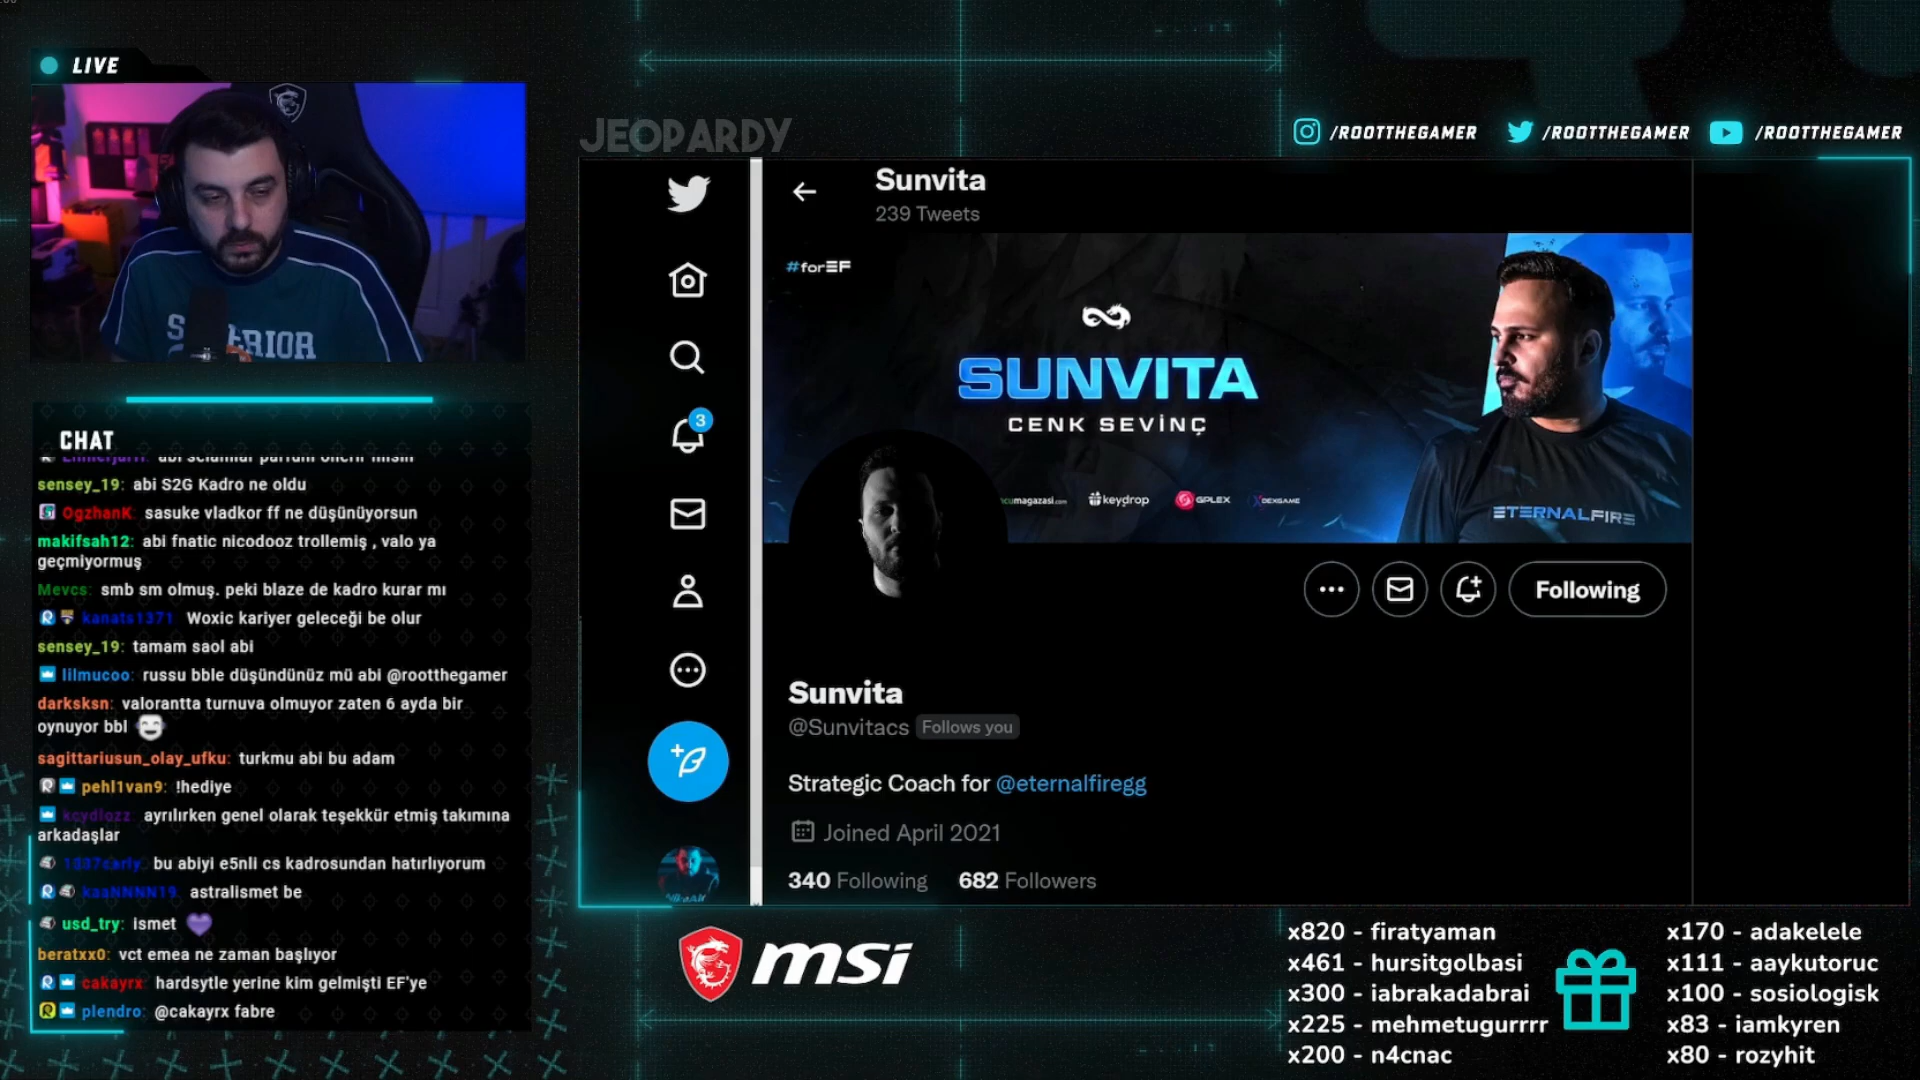 LIVE
JEOPARDY
/ROOTTHEGAMER
/ROOTTHEGAMER
/ROOTTHEGAMER
Sunvita
239 Tweets
#forEF
SUNVITA
CENK SEVİNÇ
keydrop
GPLEX
DEXGAME
ETERNALFIRE
3
Following
Sunvita
@Sunvitacs Follows you
Strategic Coach for @eternalfiregg
Joined April 2021
340 Following 682 Followers
CHAT
sensey_19: abi S2G Kadro ne oldu
OgzhanK: sasuke vladkor ff ne düşünüyorsun
makifsah12: abi fnatic nicodooz trollemiş , valo ya
geçmiyormuş
Mevcs: smb sm olmuş. peki blaze de kadro kurar mı
kanats1371 Woxic kariyer geleceği be olur
sensey_19: tamam saol abi
lilmucoo: russu bble düşündünüz mü abi @rootthegamer
darksksn: valorantta turnuva olmuyor zaten 6 ayda bir
oynuyor bbl
sagittariusun_olay_ufku: turkmu abi bu adam
pehl1van9: !hediye
kcydlozz: ayrılırken genel olarak teşekkür etmiş takımına
arkadaşlar
bu abiyi e5nli cs kadrosundan hatırlıyorum
kaaNNNN19: astralismet be
usd_try: ismet
beratxx0: vct emea ne zaman başlıyor
cakayrx: hardsytle yerine kim gelmişti EF'ye
plendro: @cakayrx fabre
msi
x820 - firatyaman
x461 - hursitgolbasi
x300 - iabrakadabrai
x225 - mehmetugurrrr
x200 - n4cnac
x170 - adakelele
x111 - aaykutoruc
x100 - sosiologisk
x83 - iamkyren
x80 - rozyhit